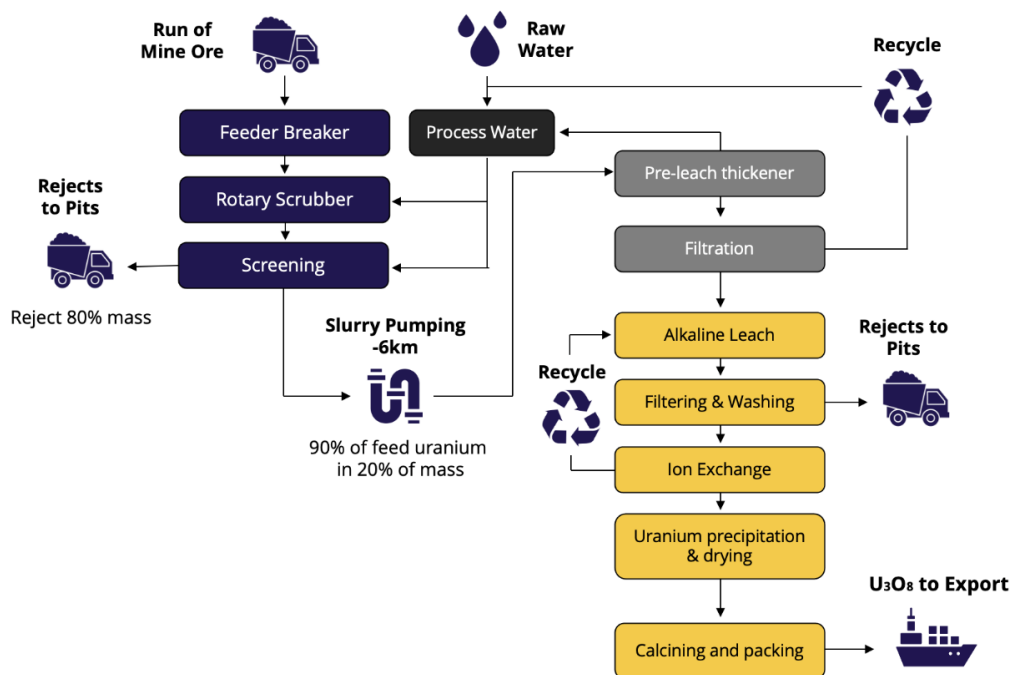 Run of
Mine Ore
Raw
Water
Recycle
Feeder Breaker
Process Water
Pre-leach thickener
Rejects
to Pits
Rotary Scrubber
Screening
Filtration
Reject 80% mass
Slurry Pumping
-6km
Alkaline Leach
Rejects to
Pits
Recycle
Filtering & Washing
90% of feed uranium
in 20% of mass
Ion Exchange
Uranium precipitation
& drying
U₃O₈ to Export
Calcining and packing